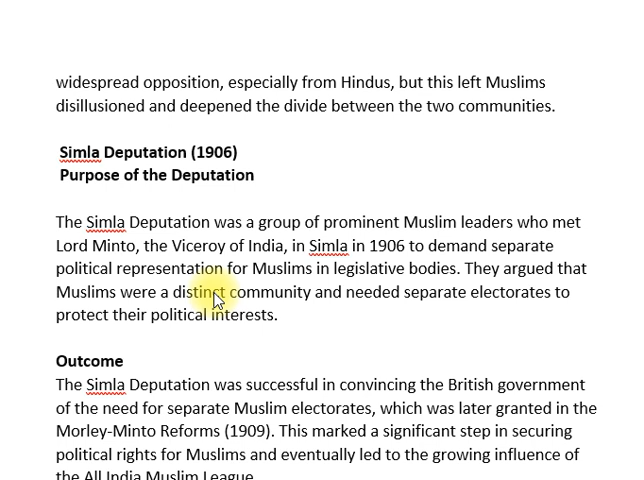 widespread opposition, especially from Hindus, but this left Muslims
disillusioned and deepened the divide between the two communities.
Simla Deputation (1906)
Purpose of the Deputation
The Simla Deputation was a group of prominent Muslim leaders who met
Lord Minto, the Viceroy of India, in Simla in 1906 to demand separate
political representation for Muslims in legislative bodies. They argued that
Muslims were a distinct community and needed separate electorates to
protect their political interests.
Outcome
The Simla Deputation was successful in convincing the British government
of the need for separate Muslim electorates, which was later granted in the
Morley-Minto Reforms (1909). This marked a significant step in securing
political rights for Muslims and eventually led to the growing influence of
the All India Muslim League.